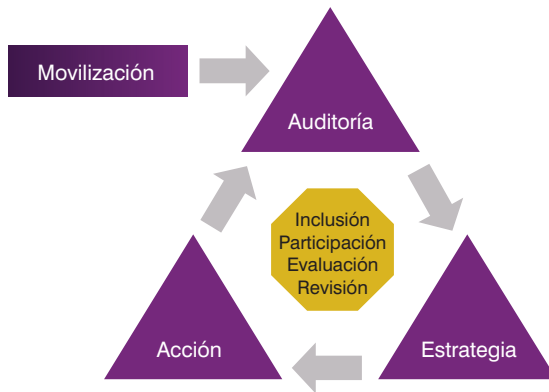 Movilización
Auditoría
Inclusión
Participación
Evaluación
Revisión
Acción
Estrategia